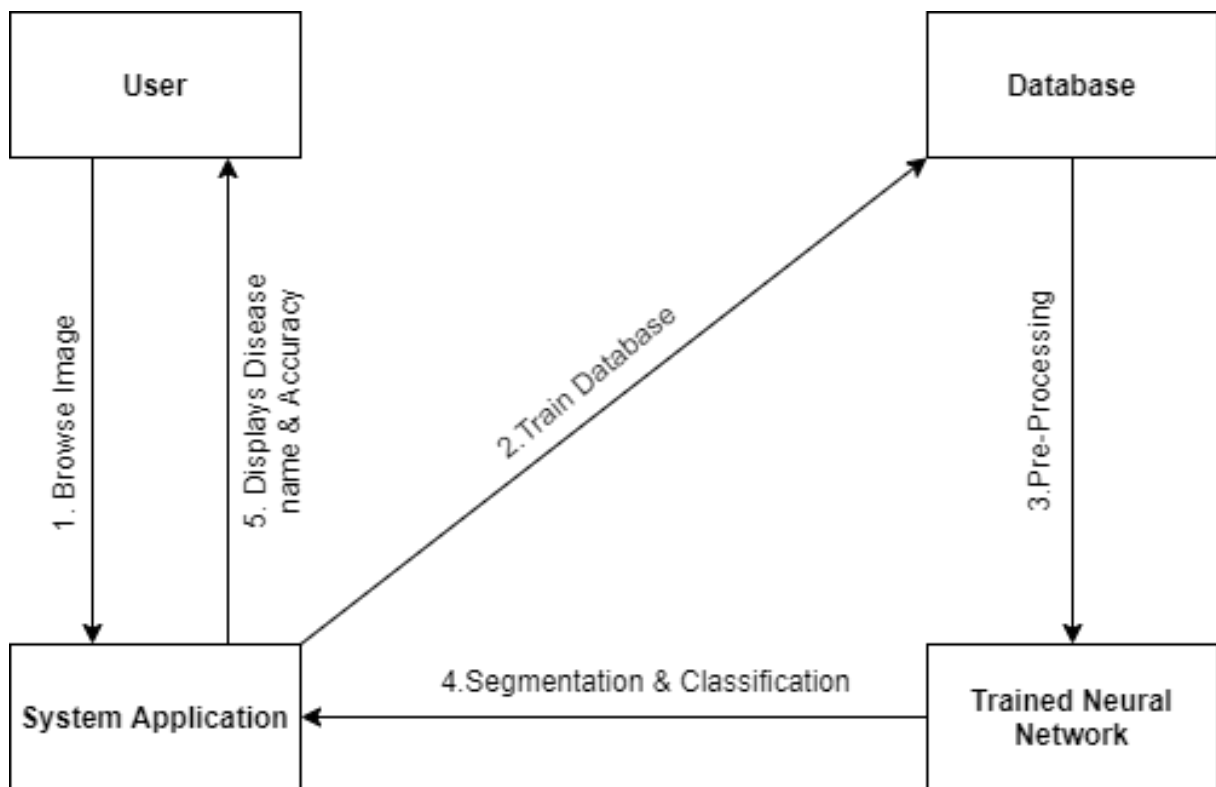 User
Database
1. Browse Image
5. Displays Disease
name & Accuracy
2.Train Database
3.Pre-Processing
4.Segmentation & Classification
System Application
Trained Neural
Network